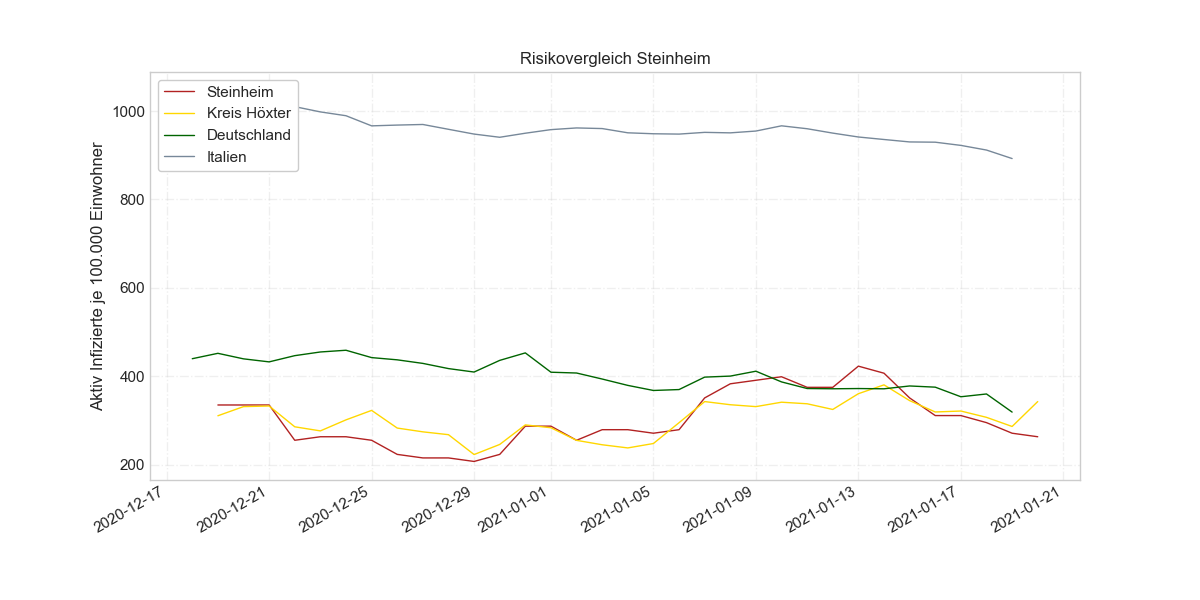 Risikovergleich Steinheim
Steinheim
Kreis Höxter
Deutschland
Italien
Aktiv Infizierte je 100.000 Einwohner
1000
800
600
400
200
2020-12-17
2020-12-21
2020-12-25
2020-12-29
2021-01-01
2021-01-05
2021-01-09
2021-01-13
2021-01-17
2021-01-21